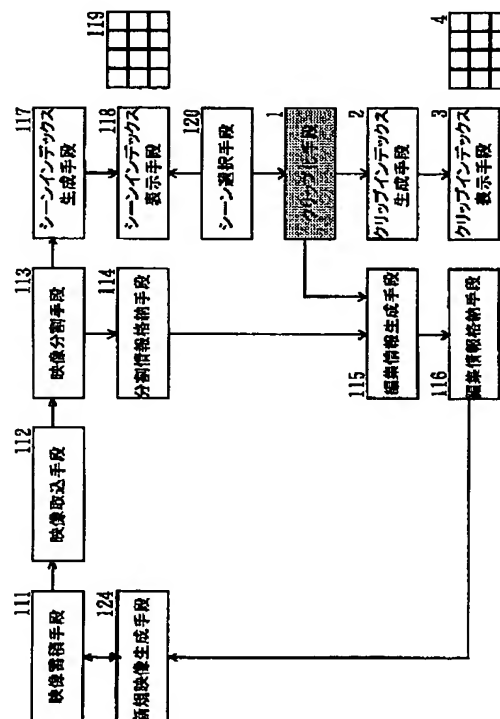 111
映像蓄積手段
112
映像取込手段
113
映像分割手段
117
シーンインデックス
生成手段
119
124
新規映像生成手段
114
分割情報格納手段
118
シーンインデックス
表示手段
120
シーン選択手段
1
クリップ化手段
115
編集情報生成手段
2
クリップインデックス
生成手段
4
116
編集情報格納手段
3
クリップインデックス
表示手段